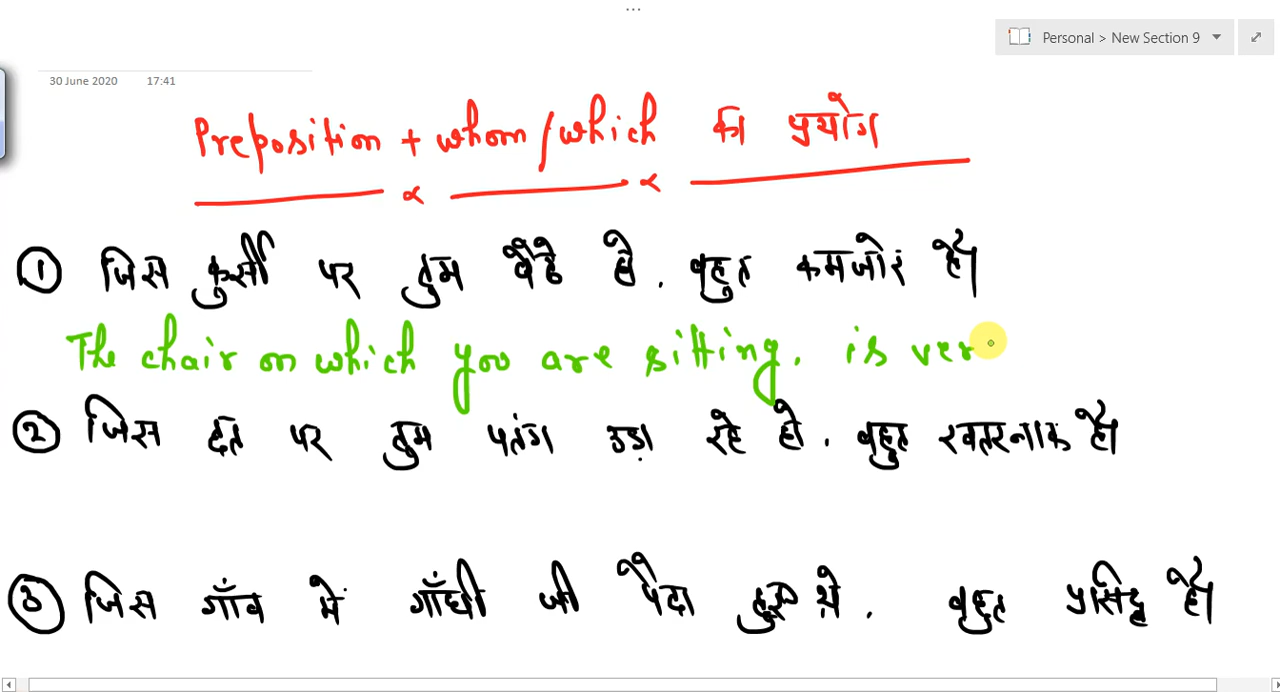 ...
Personal > New Section 9
30 June 2020 17:41
Preposition + whom/which का प्रयोग
① जिस कुर्सी पर तुम बैठे हो, बहुत कमजोर है।
The chair on which you are sitting, is ver
② जिस छत पर तुम पतंग उड़ा रहे हो, बहुत खतरनाक है।
③ जिस गाँव में गाँधी जी पैदा हुए थे, बहुत प्रसिद्ध है।